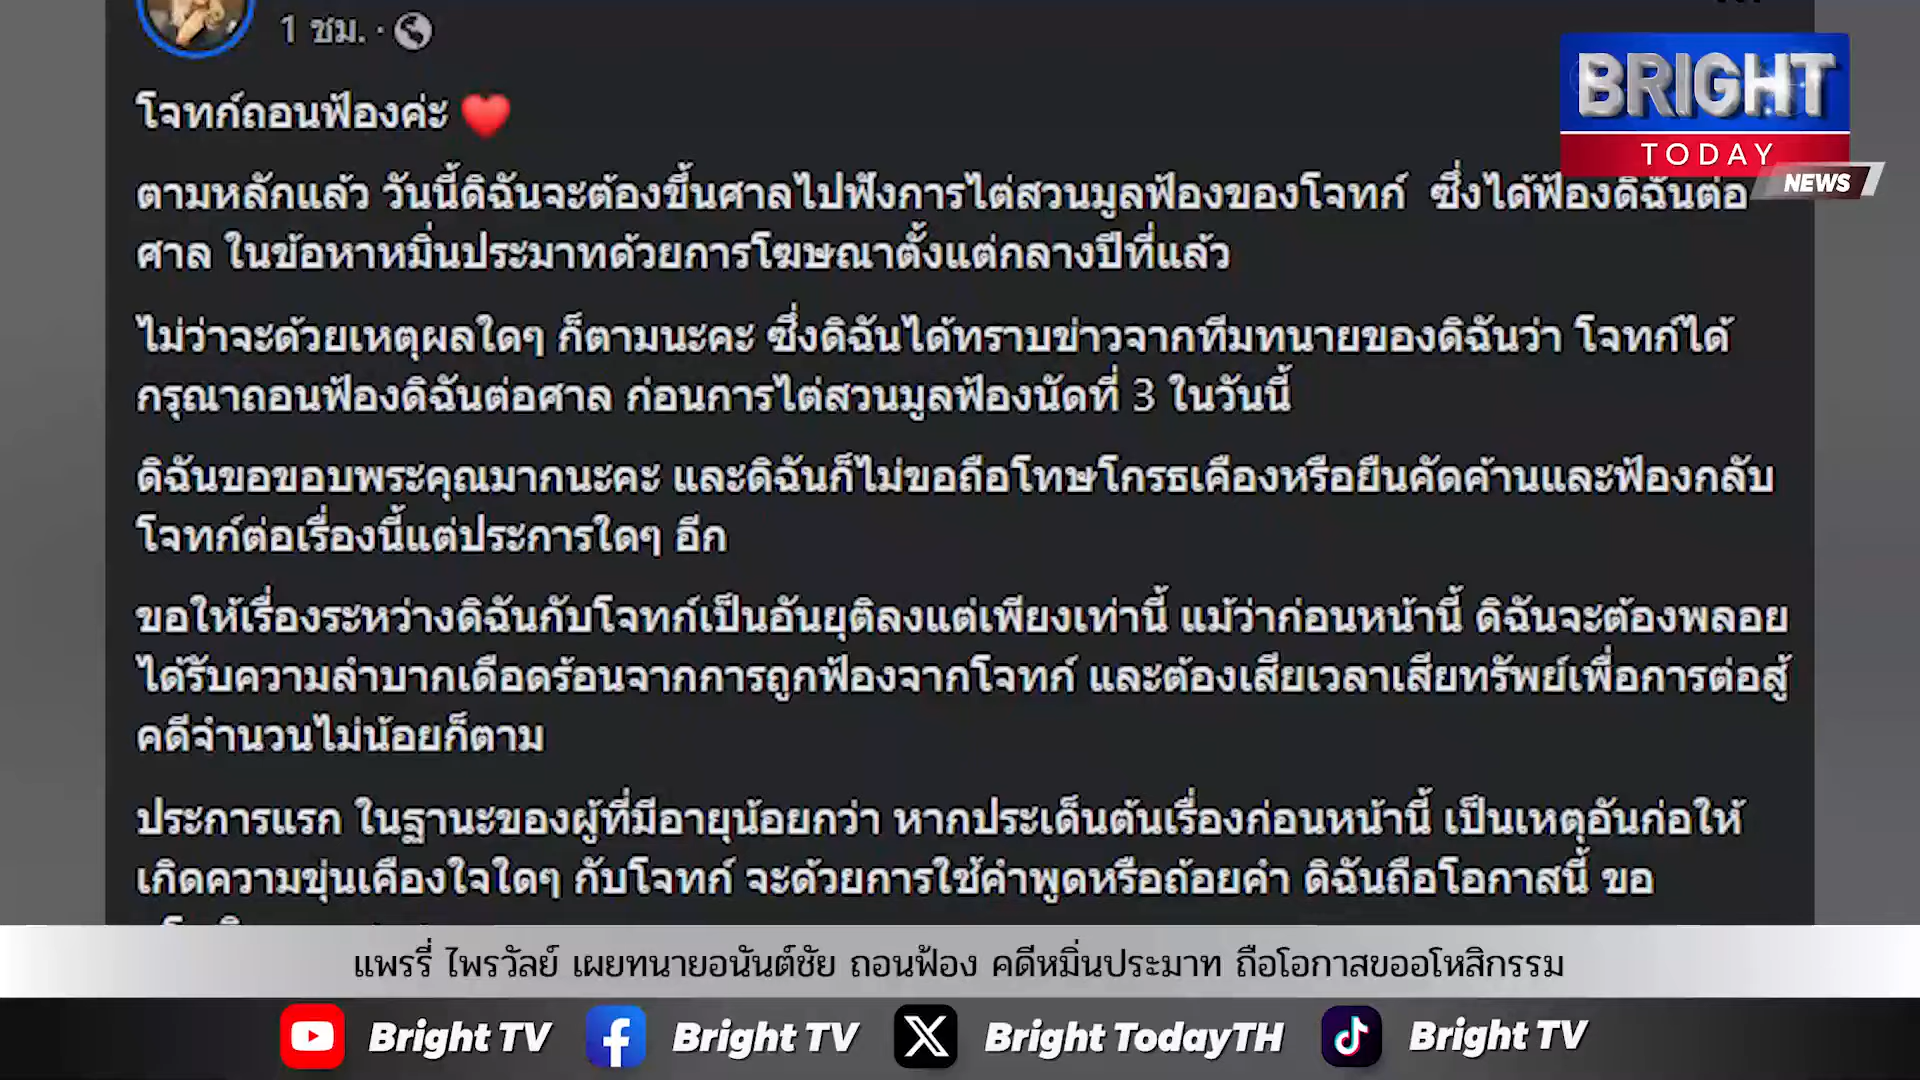 1 ชม. ·
BRIGHT
TODAY
NEWS
โจทก์ถอนฟ้องค่ะ ❤️
ตามหลักแล้ว วันนี้ดิฉันจะต้องขึ้นศาลไปฟังการไต่สวนมูลฟ้องของโจทก์ ซึ่งได้ฟ้องดิฉันต่อ
ศาล ในข้อหาหมิ่นประมาทด้วยการโฆษณาตั้งแต่กลางปีที่แล้ว
ไม่ว่าจะด้วยเหตุผลใดๆ ก็ตามนะคะ ซึ่งดิฉันได้ทราบข่าวจากทีมทนายของดิฉันว่า โจทก์ได้
กรุณาถอนฟ้องดิฉันต่อศาล ก่อนการไต่สวนมูลฟ้องนัดที่ 3 ในวันนี้
ดิฉันขอขอบพระคุณมากนะคะ และดิฉันก็ไม่ขอถือโทษโกรธเคืองหรือยืนคัดค้านและฟ้องกลับ
โจทก์ต่อเรื่องนี้แต่ประการใดๆ อีก
ขอให้เรื่องระหว่างดิฉันกับโจทก์เป็นอันยุติลงแต่เพียงเท่านี้ แม้ว่าก่อนหน้านี้ ดิฉันจะต้องพลอย
ได้รับความลำบากเดือดร้อนจากการถูกฟ้องจากโจทก์ และต้องเสียเวลาเสียทรัพย์เพื่อการต่อสู้
คดีจำนวนไม่น้อยก็ตาม
ประการแรก ในฐานะของผู้ที่มีอายุน้อยกว่า หากประเด็นต้นเรื่องก่อนหน้านี้ เป็นเหตุอันก่อให้
เกิดความขุ่นเคืองใจใดๆ กับโจทก์ จะด้วยการใช้คำพูดหรือถ้อยคำ ดิฉันถือโอกาสนี้ ขอ
แพรรี่ ไพรวัลย์ เผยทนายอนันต์ชัย ถอนฟ้อง คดีหมิ่นประมาท ถือโอกาสขออโหสิกรรม
Bright TV Bright TV Bright TodayTH Bright TV